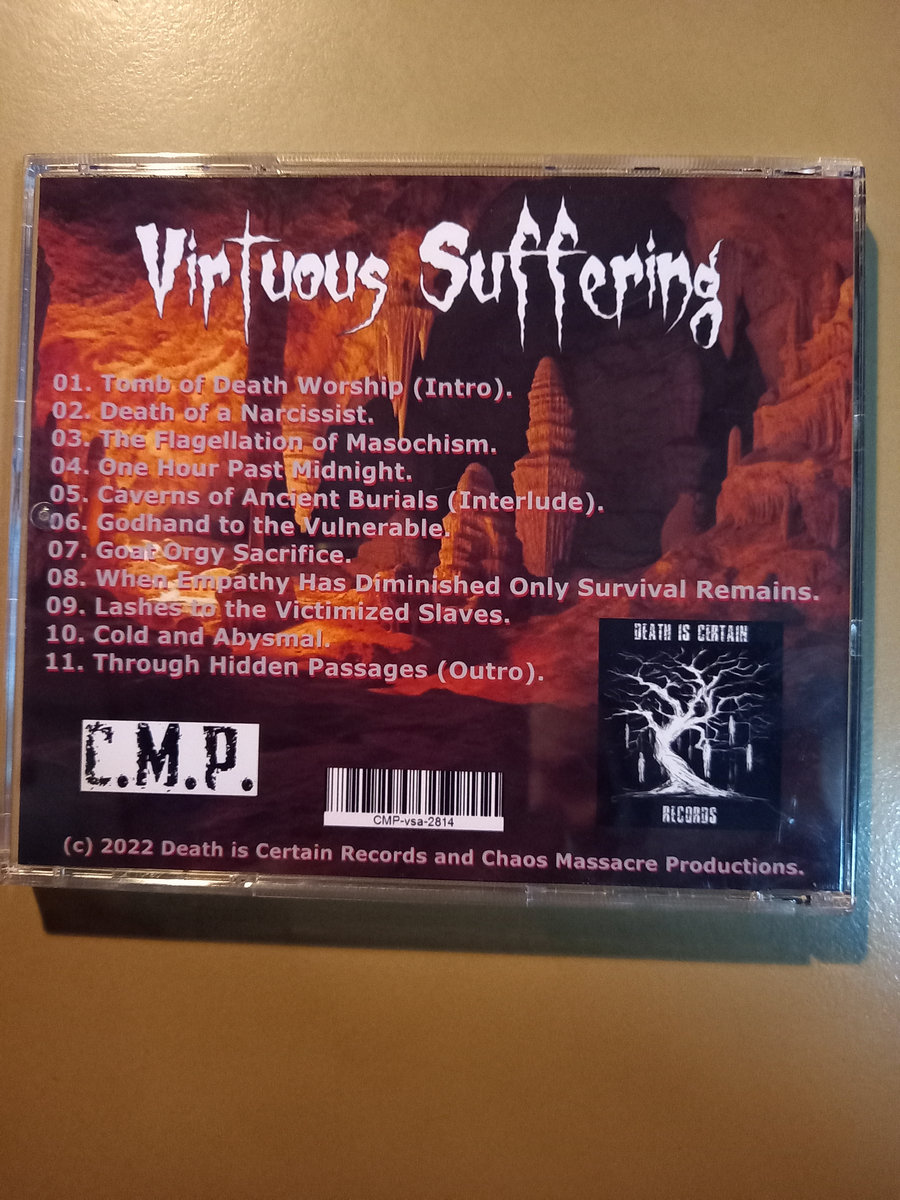 Virtuous Suffering
01. Tomb of Death Worship (Intro).
02. Death of a Narcissist.
03. The Flagellation of Masochism.
04. One Hour Past Midnight.
05. Caverns of Ancient Burials (Interlude).
06. Godhand to the Vulnerable.
07. Goat Orgy Sacrifice.
08. When Empathy Has Diminished Only Survival Remains.
09. Lashes to the Victimized Slaves.
10. Cold and Abysmal.
11. Through Hidden Passages (Outro).
DEATH IS CERTAIN
RECORDS
C.M.P.
CMP-vsa-2814
(c) 2022 Death is Certain Records and Chaos Massacre Productions.